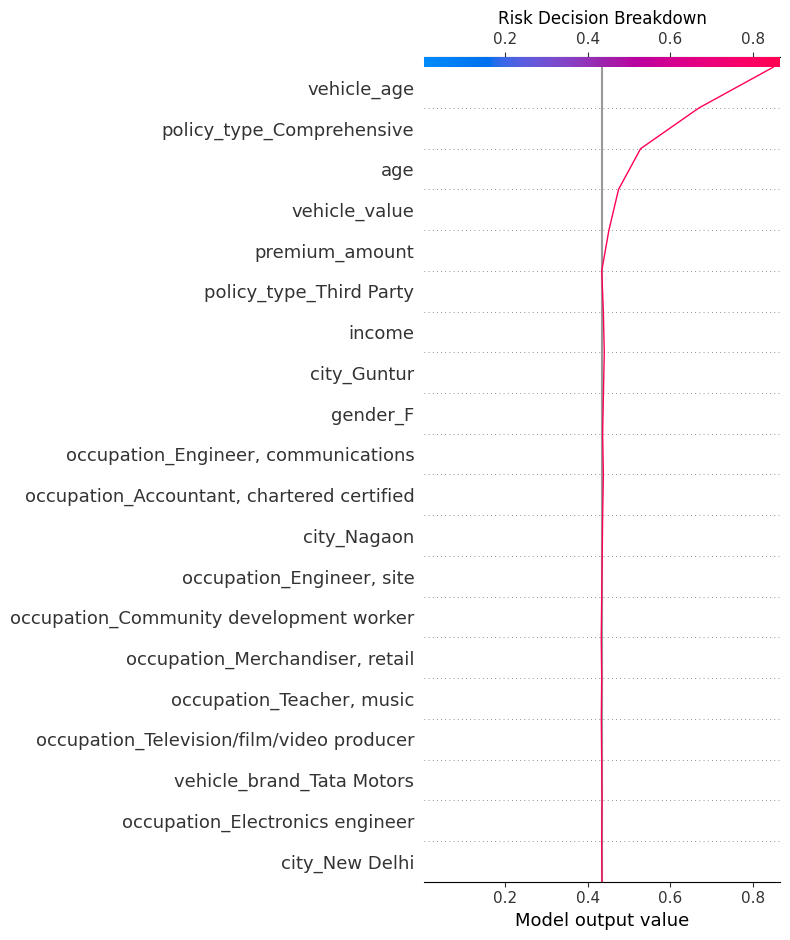 Risk Decision Breakdown
0.2 0.4 0.6 0.8
vehicle_age
policy_type_Comprehensive
age
vehicle_value
premium_amount
policy_type_Third Party
income
city_Guntur
gender_F
occupation_Engineer, communications
occupation_Accountant, chartered certified
city_Nagaon
occupation_Engineer, site
occupation_Community development worker
occupation_Merchandiser, retail
occupation_Teacher, music
occupation_Television/film/video producer
vehicle_brand_Tata Motors
occupation_Electronics engineer
city_New Delhi
0.2 0.4 0.6 0.8
Model output value